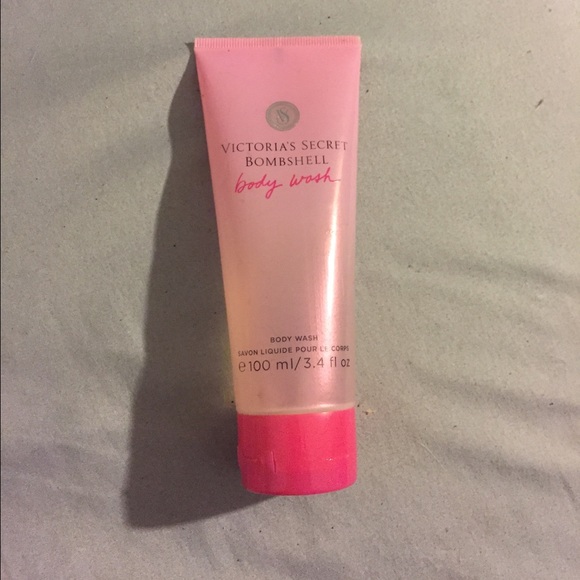 VS
VICTORIA'S SECRET
BOMBSHELL
body wash
BODY WASH
SAVON LIQUIDE POUR LE CORPS
e 100 ml/3.4 fl oz